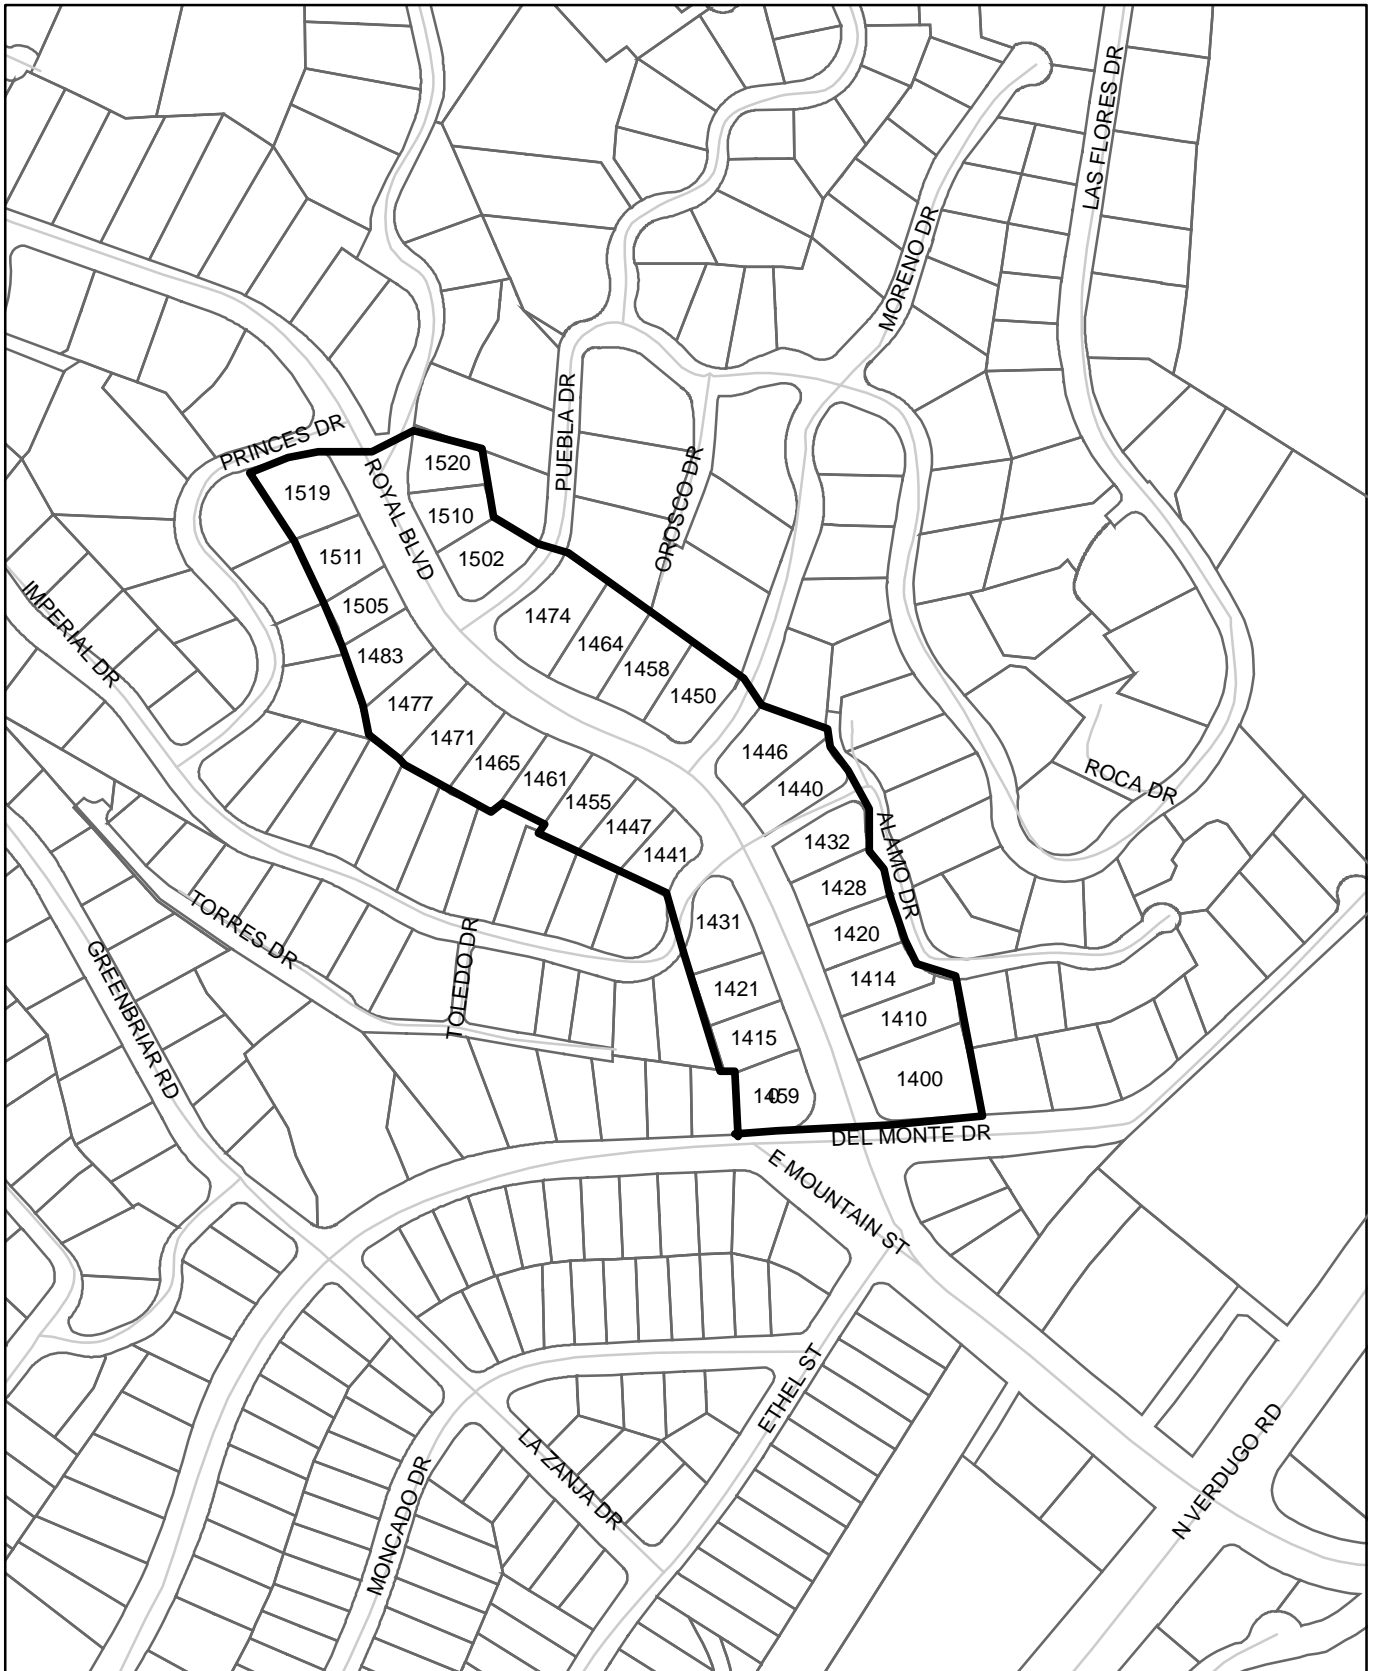 LAS FLORES DR
MORENO DR
PUEBLA DR
PRINCES DR
OROSCO DR
ROYAL BLVD
1520
1519
1510
1511
1502
IMPERIAL DR
1505
1474
1464
1483
1458
1450
1477
1471
1446
1465
1461
1440
ROCA DR
1455
1447
1432
ALAMO DR
1441
1428
1431
1420
TORRES DR
TOLEDO DR
GREENBRIAR RD
1414
1421
1410
1415
1400
DEL MONTE DR
E MOUNTAIN ST
ETHEL ST
LA ZANJA DR
MONCADO DR
N VERDUGO RD